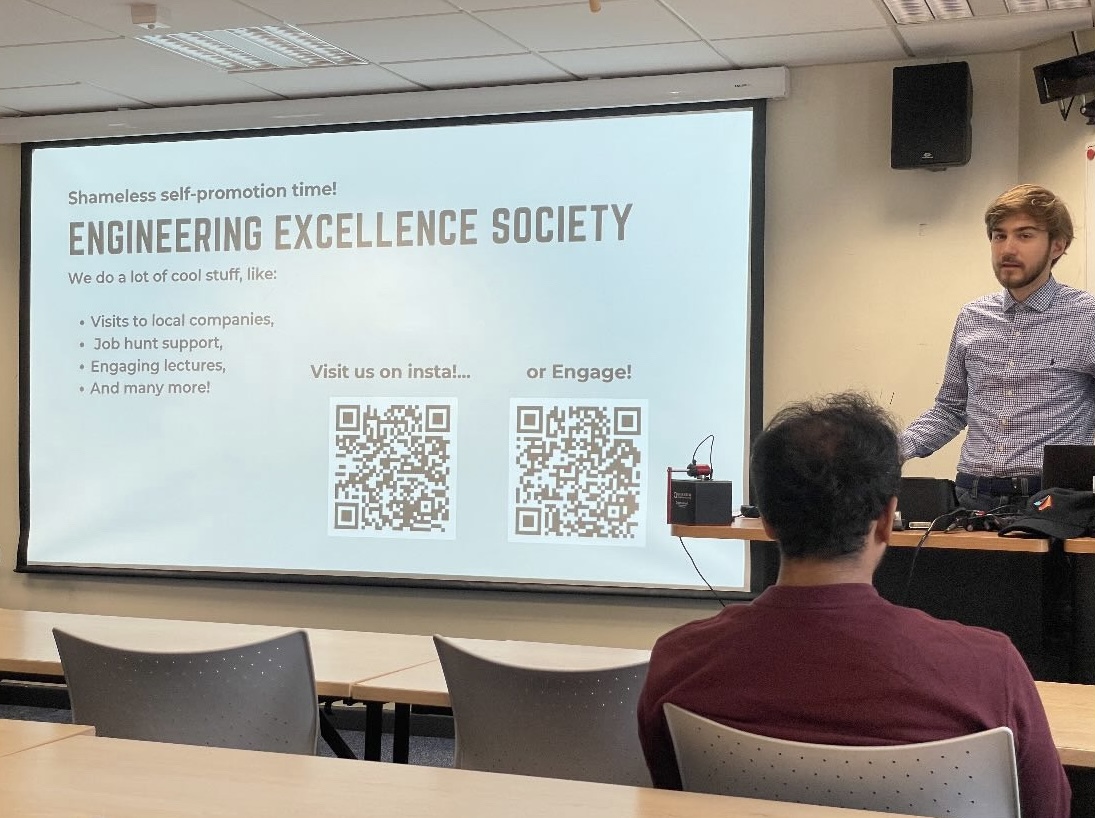 Shameless self-promotion time!
ENGINEERING EXCELLENCE SOCIETY
We do a lot of cool stuff, like:
• Visits to local companies,
• Job hunt support,
• Engaging lectures,
• And many more!
Visit us on insta!... or Engage!